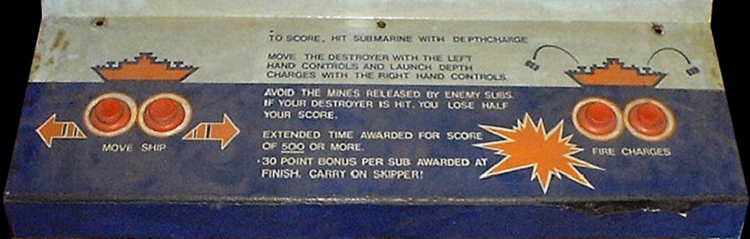 TO SCORE, HIT SUBMARINE WITH DEPTHCHARGE
MOVE THE DESTROYER WITH THE LEFT
HAND CONTROLS AND LAUNCH DEPTH
CHARGES WITH THE RIGHT HAND CONTROLS.
AVOID THE MINES RELEASED BY ENEMY SUBS.
IF YOUR DESTROYER IS HIT, YOU LOSE HALF
YOUR SCORE.
EXTENDED TIME AWARDED FOR SCORE
OF 500 OR MORE.
·30 POINT BONUS PER SUB AWARDED AT
FINISH. CARRY ON SKIPPER!
MOVE SHIP
FIRE CHARGES